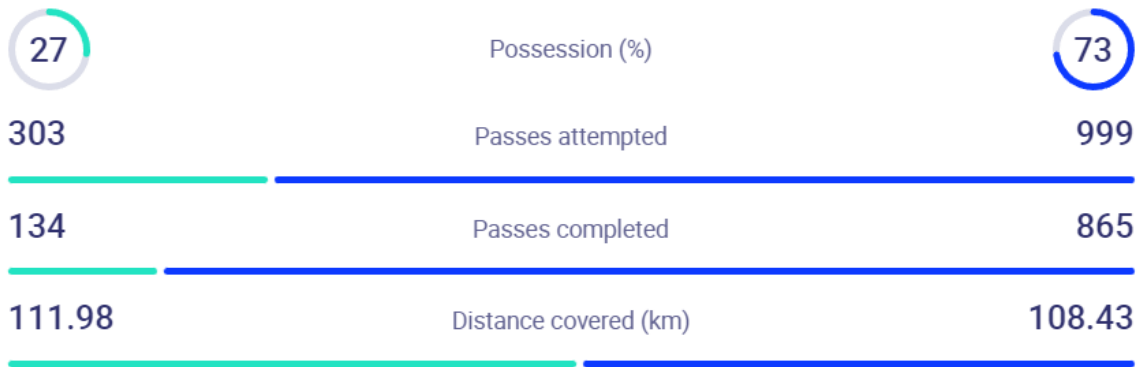 27 Possession (%) 73
303 Passes attempted 999
134 Passes completed 865
111.98 Distance covered (km) 108.43